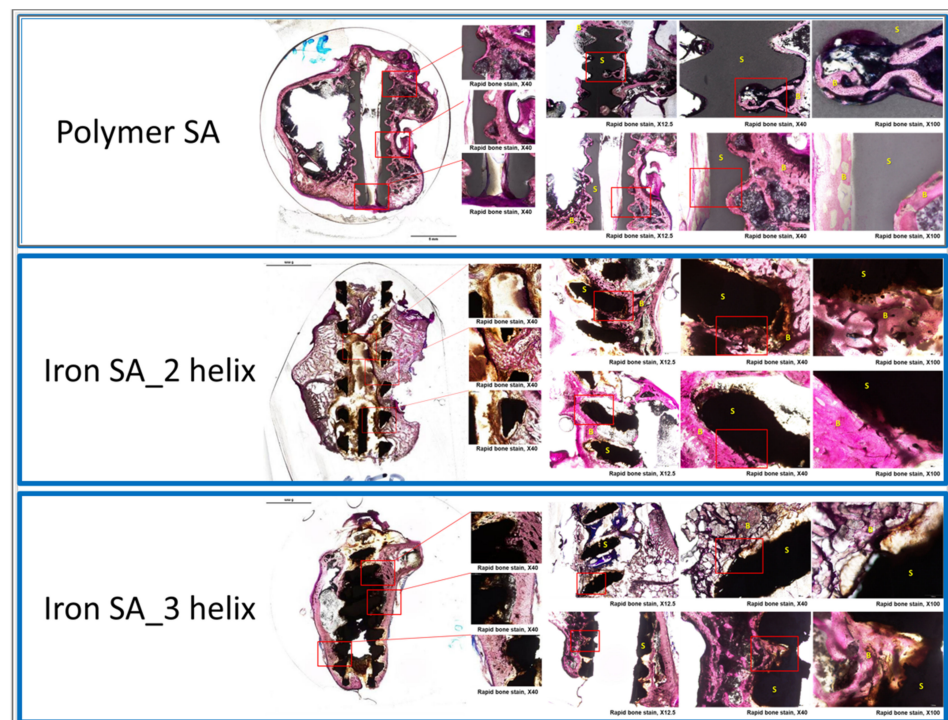 Polymer SA
Rapid bone stain, X40
Rapid bone stain, X40
Rapid bone stain, X40
B
S
Rapid bone stain, X12.5
S
B
Rapid bone stain, X40
S
B
Rapid bone stain, X100
S
B
Rapid bone stain, X12.5
S
B
Rapid bone stain, X40
B
S
B
Rapid bone stain, X100
5 mm
Iron SA_2 helix
Rapid bone stain, X40
Rapid bone stain, X40
Rapid bone stain, X40
S
B
Rapid bone stain, X12.5
S
B
Rapid bone stain, X40
S
B
Rapid bone stain, X100
B
S
Rapid bone stain, X12.5
S
B
Rapid bone stain, X40
S
B
Rapid bone stain, X100
Iron SA_3 helix
Rapid bone stain, X40
Rapid bone stain, X40
Rapid bone stain, X40
S
Rapid bone stain, X12.5
B
S
Rapid bone stain, X40
S
Rapid bone stain, X100
S
Rapid bone stain, X12.5
B
S
Rapid bone stain, X40
B
S
Rapid bone stain, X100